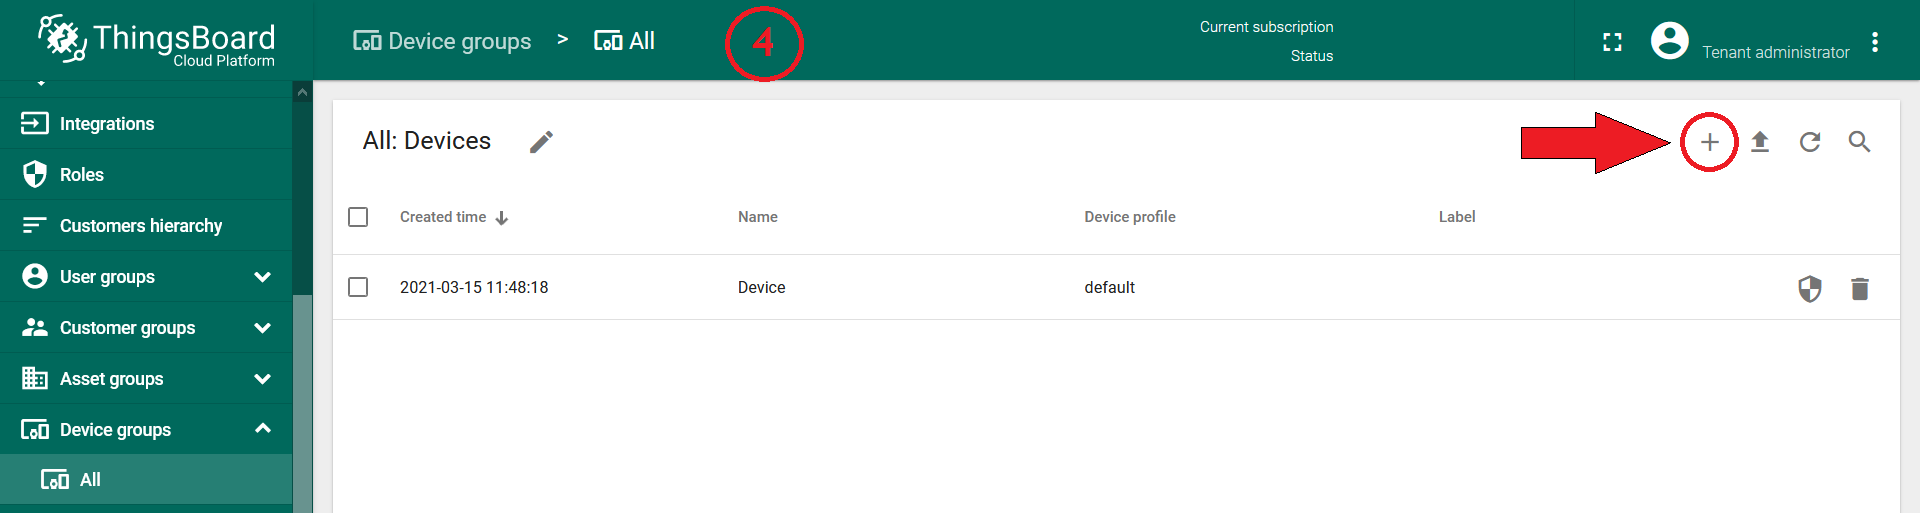 ThingsBoard
Cloud Platform
Device groups > All
4
Current subscription
Status
Tenant administrator
Integrations
Roles
Customers hierarchy
User groups
Customer groups
Asset groups
Device groups
All
All: Devices
Created time Name Device profile Label
2021-03-15 11:48:18 Device default